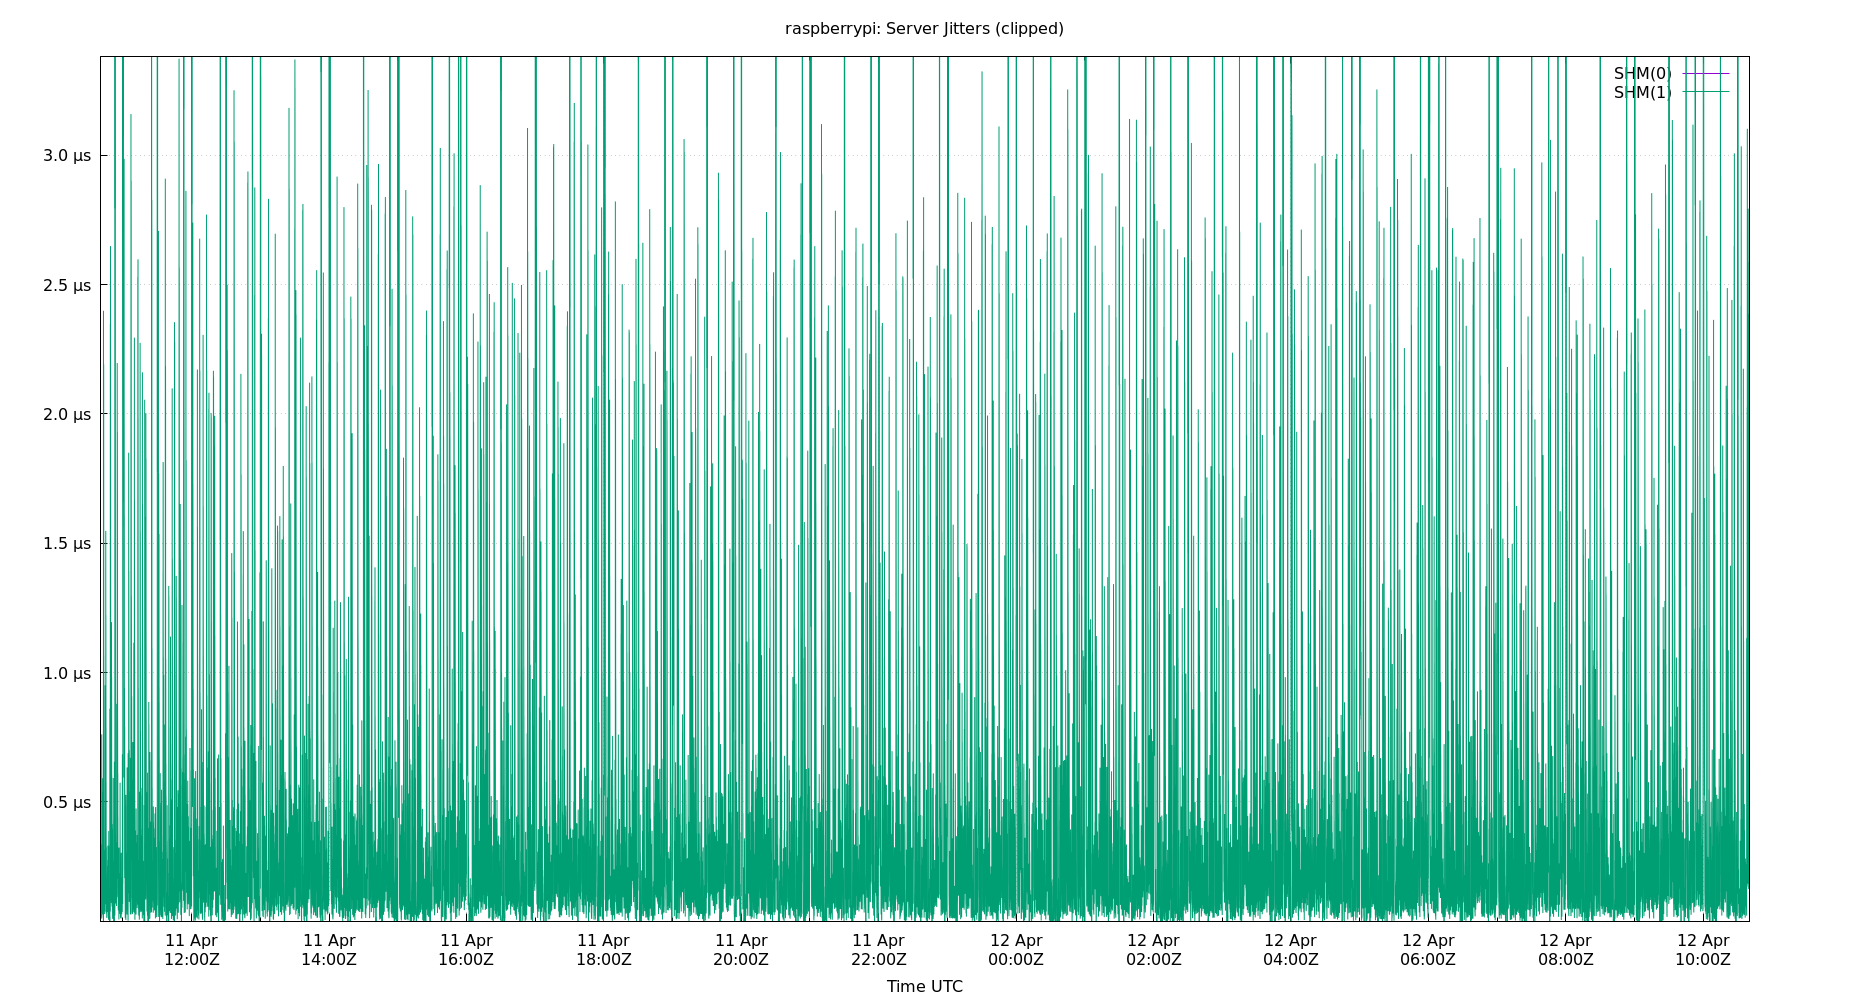 raspberrypi: Server Jitters (clipped)
SHM(0)
SHM(1)
3.0 µs
2.5 µs
2.0 µs
1.5 µs
1.0 µs
0.5 µs
11 Apr 11 Apr 11 Apr 11 Apr 11 Apr 11 Apr 12 Apr 12 Apr 12 Apr 12 Apr 12 Apr 12 Apr
12:00Z 14:00Z 16:00Z 18:00Z 20:00Z 22:00Z 00:00Z 02:00Z 04:00Z 06:00Z 08:00Z 10:00Z
Time UTC